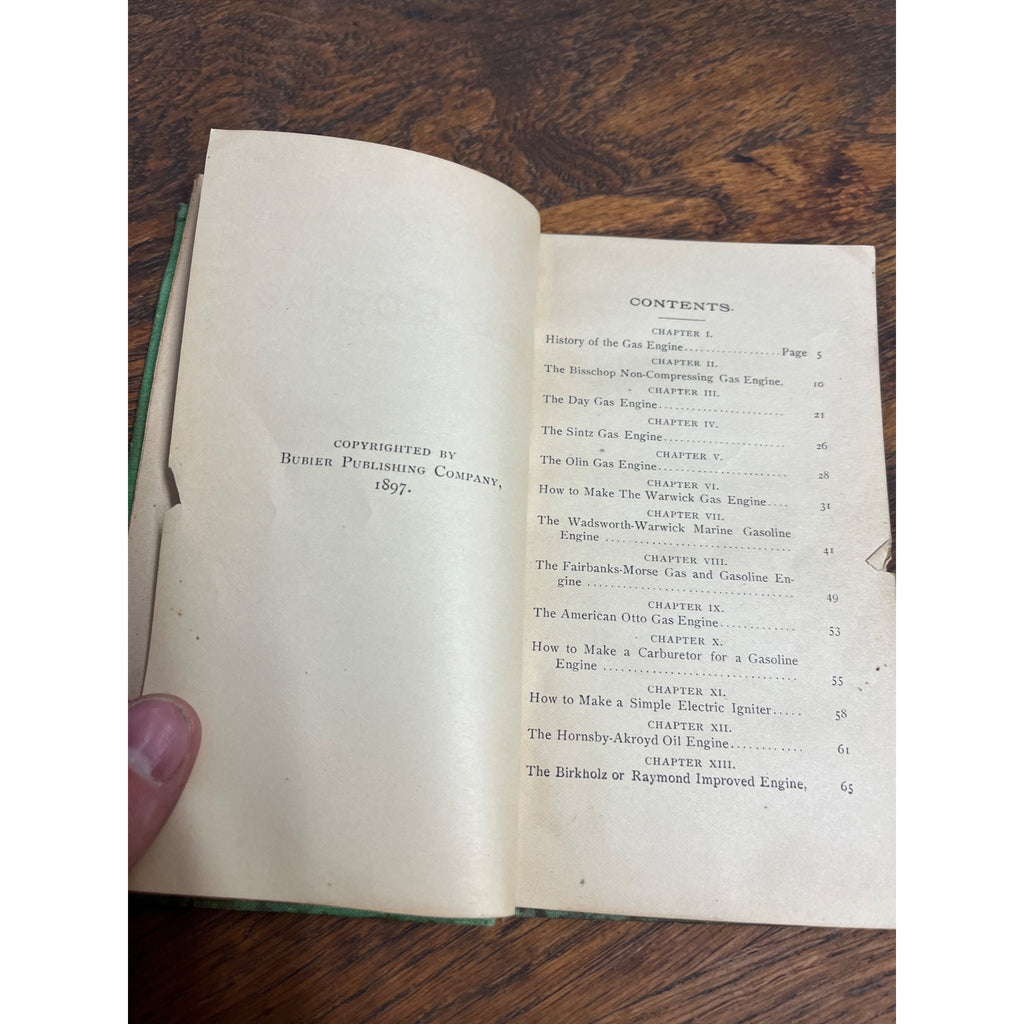 COPYRIGHTED BY
BUBIER PUBLISHING COMPANY,
1897.
CONTENTS.
CHAPTER I.
History of the Gas Engine..................Page 5
CHAPTER II.
The Bisschop Non-Compressing Gas Engine. 10
CHAPTER III.
The Day Gas Engine....................... 21
CHAPTER IV.
The Sintz Gas Engine...................... 26
CHAPTER V.
The Olin Gas Engine....................... 28
CHAPTER VI.
How to Make The Warwick Gas Engine.... 31
CHAPTER VII.
The Wadsworth-Warwick Marine Gasoline
Engine ................................. 41
CHAPTER VIII.
The Fairbanks-Morse Gas and Gasoline En-
gine .................................... 49
CHAPTER IX.
The American Otto Gas Engine............. 53
CHAPTER X.
How to Make a Carburetor for a Gasoline
Engine .................................. 55
CHAPTER XI.
How to Make a Simple Electric Igniter..... 58
CHAPTER XII.
The Hornsby-Akroyd Oil Engine............ 61
CHAPTER XIII.
The Birkholz or Raymond Improved Engine, 65